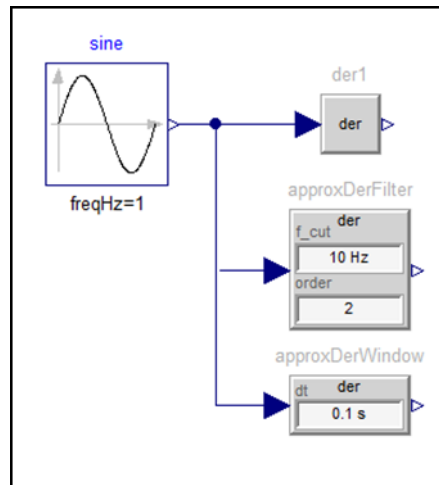 sine
freqHz=1
der1
der
approxDerFilter
der
f_cut
10 Hz
order
2
approxDerWindow
dt
der
0.1 s